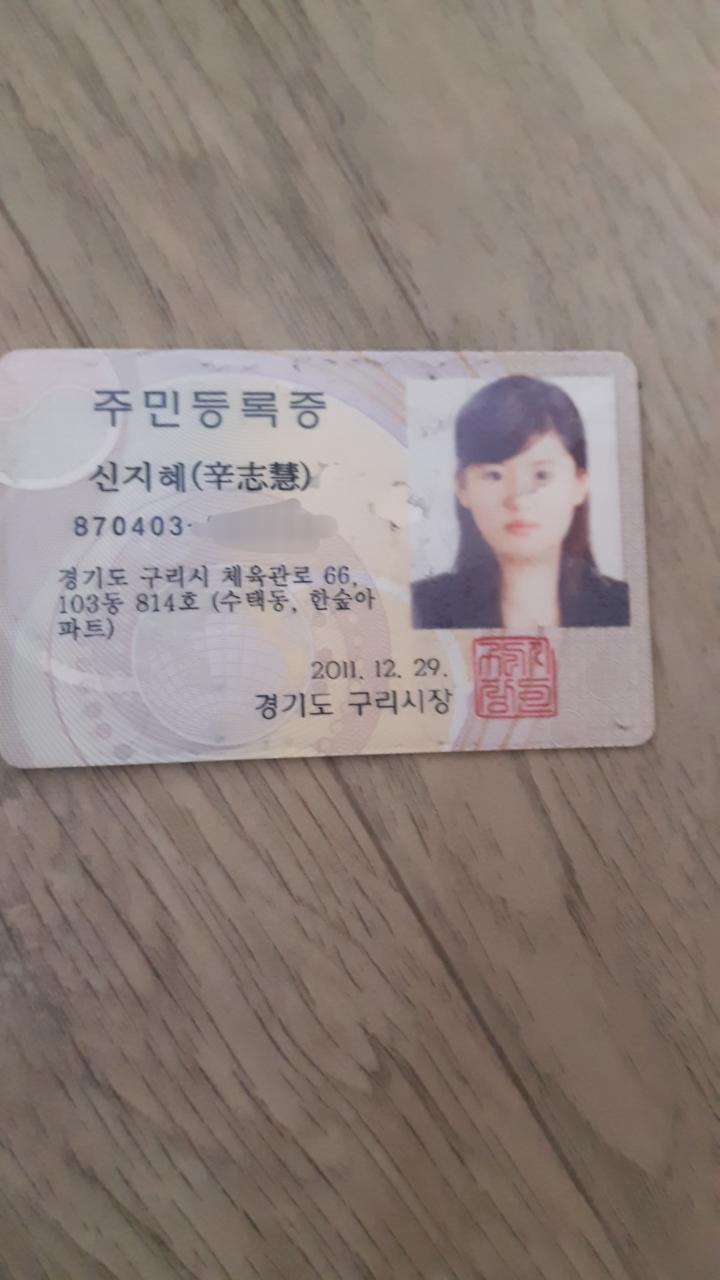 주민등록증
신지혜(辛志慧)
870403-
경기도 구리시 체육관로 66,
103동 814호 (수택동, 한숲아
파트)
2011. 12. 29.
경기도 구리시장